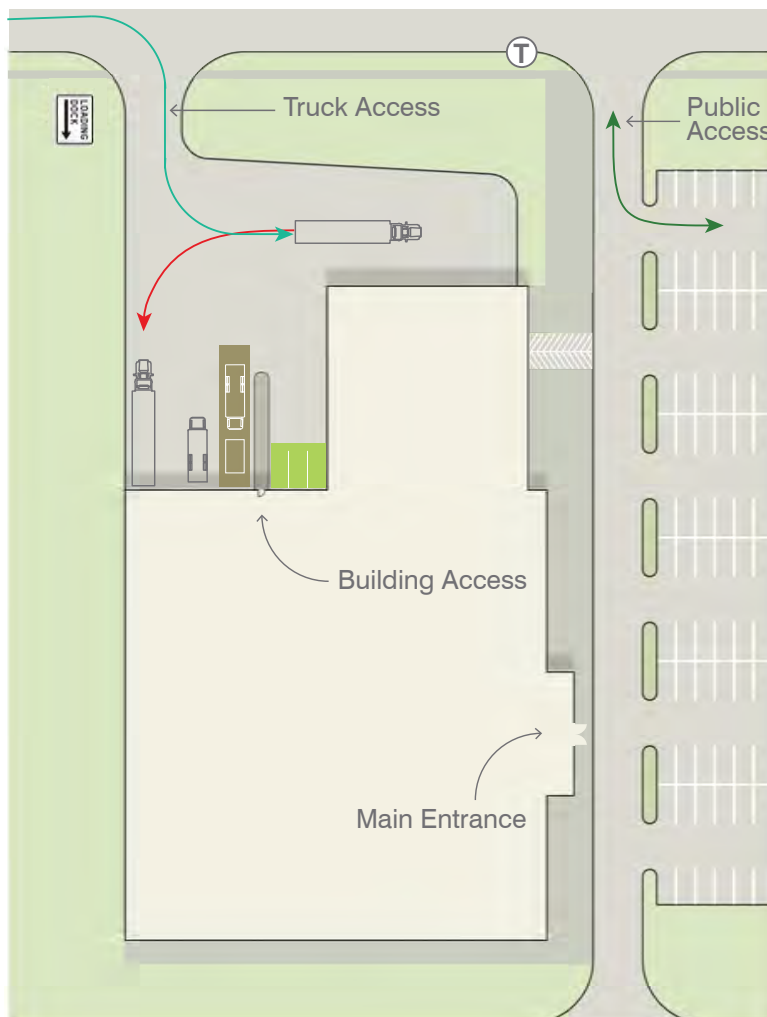 T
LOADING
DOCK
Truck Access
Public
Access
Building Access
Main Entrance